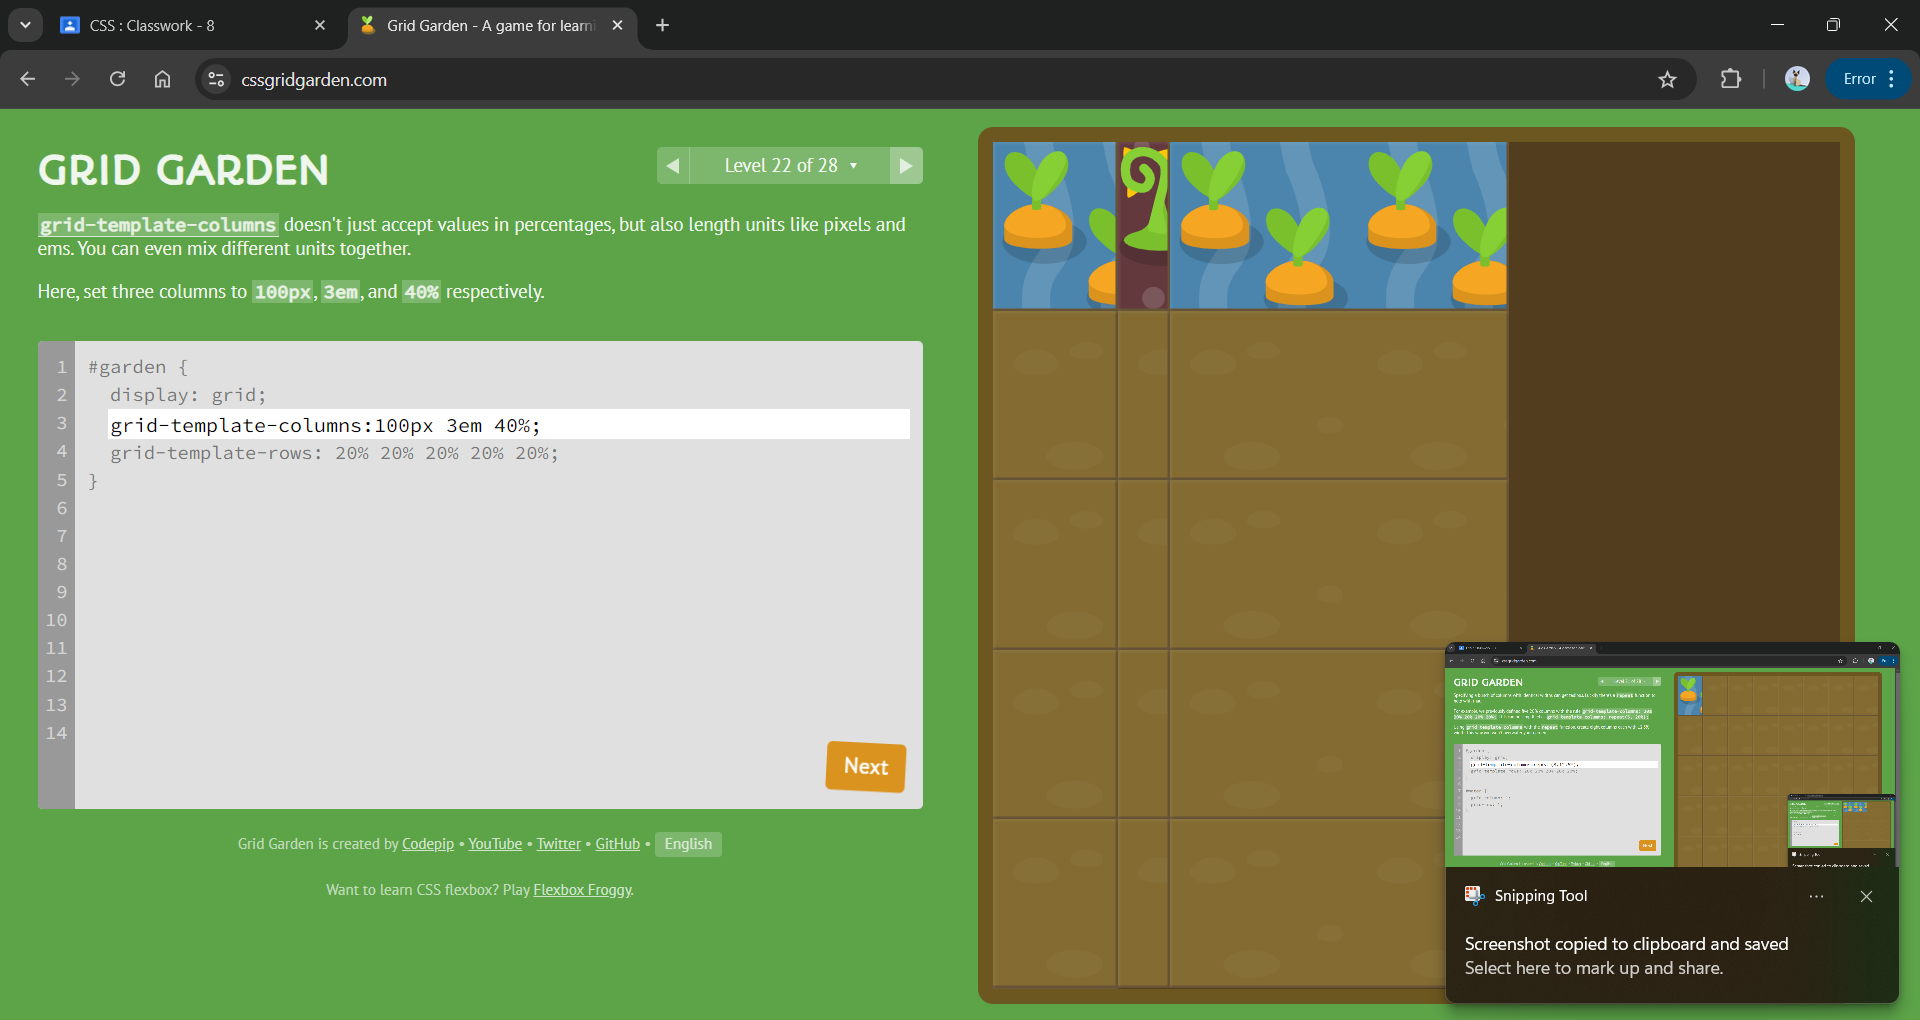 CSS : Classwork - 8
Grid Garden - A game for learni
cssgridgarden.com
Error
GRID GARDEN
Level 22 of 28
grid-template-columns doesn't just accept values in percentages, but also length units like pixels and
ems. You can even mix different units together.
Here, set three columns to 100px, 3em, and 40% respectively.
1 #garden {
2 display: grid;
3 grid-template-columns:100px 3em 40%;
4 grid-template-rows: 20% 20% 20% 20% 20%;
5 }
6
7
8
9
10
11
12
13
14
Next
Grid Garden is created by Codepip • YouTube • Twitter • GitHub • English
Want to learn CSS flexbox? Play Flexbox Froggy.
GRID GARDEN
Snipping Tool
Screenshot copied to clipboard and saved
Select here to mark up and share.